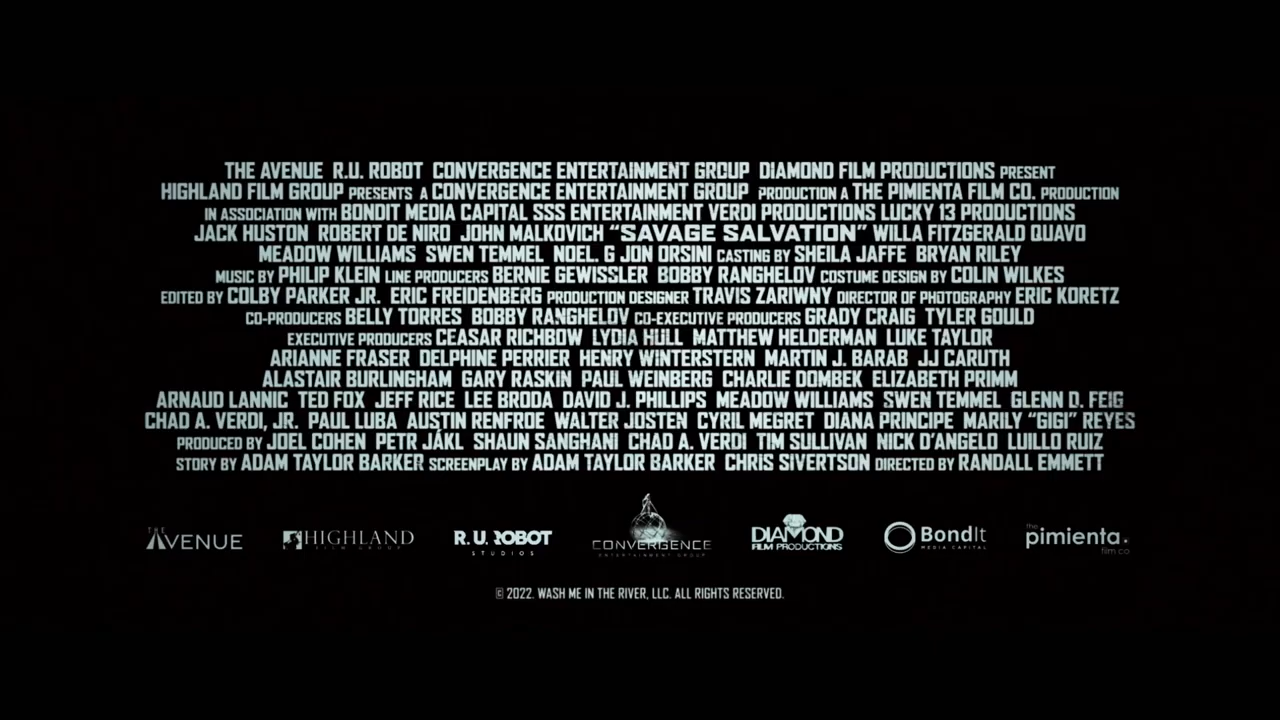 THE AVENUE R.U. ROBOT CONVERGENCE ENTERTAINMENT GROUP DIAMOND FILM PRODUCTIONS PRESENT
HIGHLAND FILM GROUP PRESENTS A CONVERGENCE ENTERTAINMENT GROUP PRODUCTION A THE PIMIENTA FILM CO. PRODUCTION
IN ASSOCIATION WITH BONDIT MEDIA CAPITAL SSS ENTERTAINMENT VERDI PRODUCTIONS LUCKY 13 PRODUCTIONS
JACK HUSTON ROBERT DE NIRO JOHN MALKOVICH “SAVAGE SALVATION” WILLA FITZGERALD QUAVO
MEADOW WILLIAMS SWEN TEMMEL NOEL. G JON ORSINI CASTING BY SHEILA JAFFE BRYAN RILEY
MUSIC BY PHILIP KLEIN LINE PRODUCERS BERNIE GEWISSLER BOBBY RANGHELOV COSTUME DESIGN BY COLIN WILKES
EDITED BY COLBY PARKER JR. ERIC FREIDENBERG PRODUCTION DESIGNER TRAVIS ZARIWNY DIRECTOR OF PHOTOGRAPHY ERIC KORETZ
CO-PRODUCERS BELLY TORRES BOBBY RANGHELOV CO-EXECUTIVE PRODUCERS GRADY CRAIG TYLER GOULD
EXECUTIVE PRODUCERS CEASAR RICHBOW LYDIA HULL MATTHEW HELDERMAN LUKE TAYLOR
ARIANNE FRASER DELPHINE PERRIER HENRY WINTERSTERN MARTIN J. BARAB JJ CARUTH
ALASTAIR BURLINGHAM GARY RASKIN PAUL WEINBERG CHARLIE DOMBEK ELIZABETH PRIMM
ARNAUD LANNIC TED FOX JEFF RICE LEE BRODA DAVID J. PHILLIPS MEADOW WILLIAMS SWEN TEMMEL GLENN D. FEIG
CHAD A. VERDI, JR. PAUL LUBA AUSTIN RENFROE WALTER JOSTEN CYRIL MEGRET DIANA PRINCIPE MARILY “GIGI” REYES
PRODUCED BY JOEL COHEN PETR JÁKL SHAUN SANGHANI CHAD A. VERDI TIM SULLIVAN NICK D’ANGELO LUILLO RUIZ
STORY BY ADAM TAYLOR BARKER SCREENPLAY BY ADAM TAYLOR BARKER CHRIS SIVERTSON DIRECTED BY RANDALL EMMETT
THE AVENUE
HIGHLAND
FILM GROUP
R.U. ROBOT
STUDIOS
CONVERGENCE
ENTERTAINMENT GROUP
DIAMOND
FILM PRODUCTIONS
BondIt
MEDIA CAPITAL
the
pimienta.
film co
© 2022. WASH ME IN THE RIVER, LLC. ALL RIGHTS RESERVED.